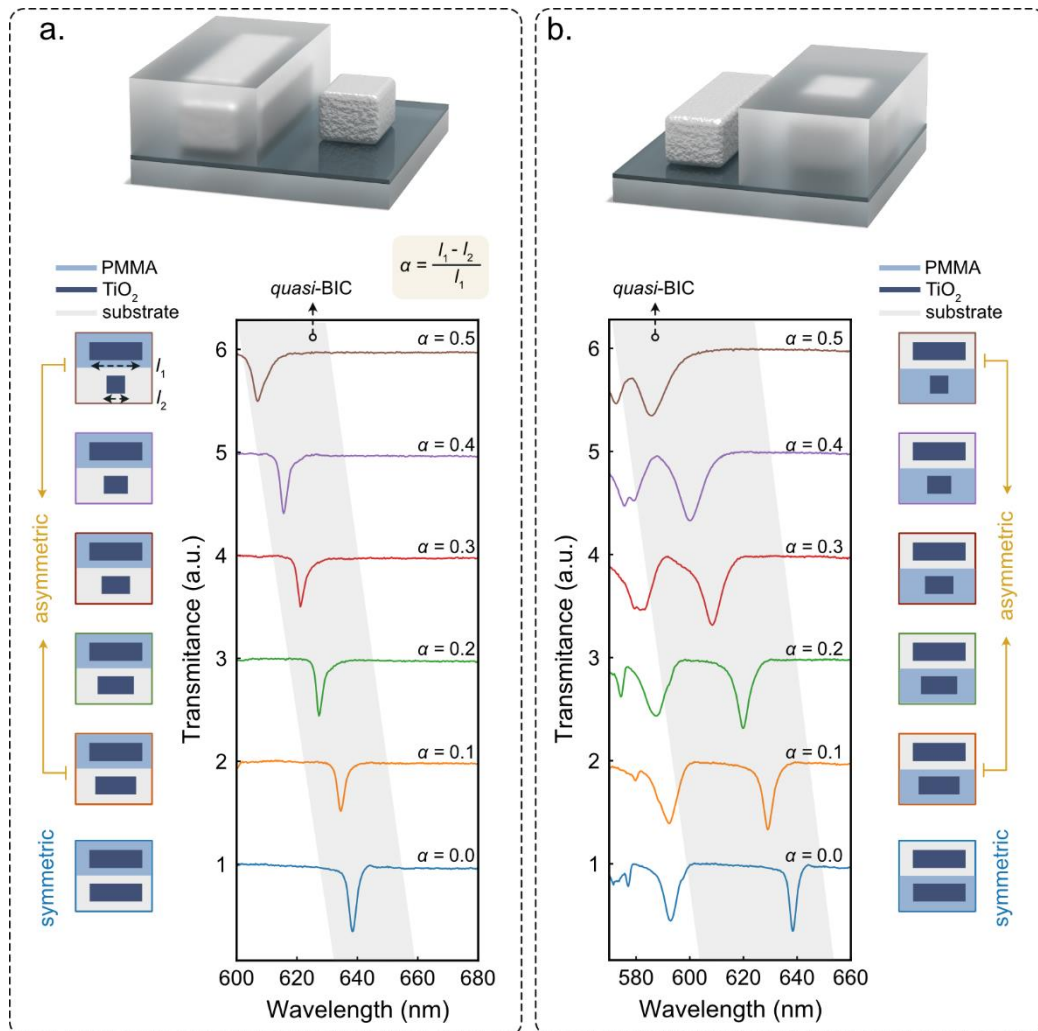 a.
PMMA
TiO2
substrate
α = (l1 - l2) / l1
quasi-BIC
l1
l2
asymmetric
symmetric
Transmitance (a.u.)
6
5
4
3
2
1
α = 0.5
α = 0.4
α = 0.3
α = 0.2
α = 0.1
α = 0.0
600 620 640 660 680
Wavelength (nm)
b.
quasi-BIC
PMMA
TiO2
substrate
Transmitance (a.u.)
6
5
4
3
2
1
α = 0.5
α = 0.4
α = 0.3
α = 0.2
α = 0.1
α = 0.0
580 600 620 640 660
Wavelength (nm)
asymmetric
symmetric